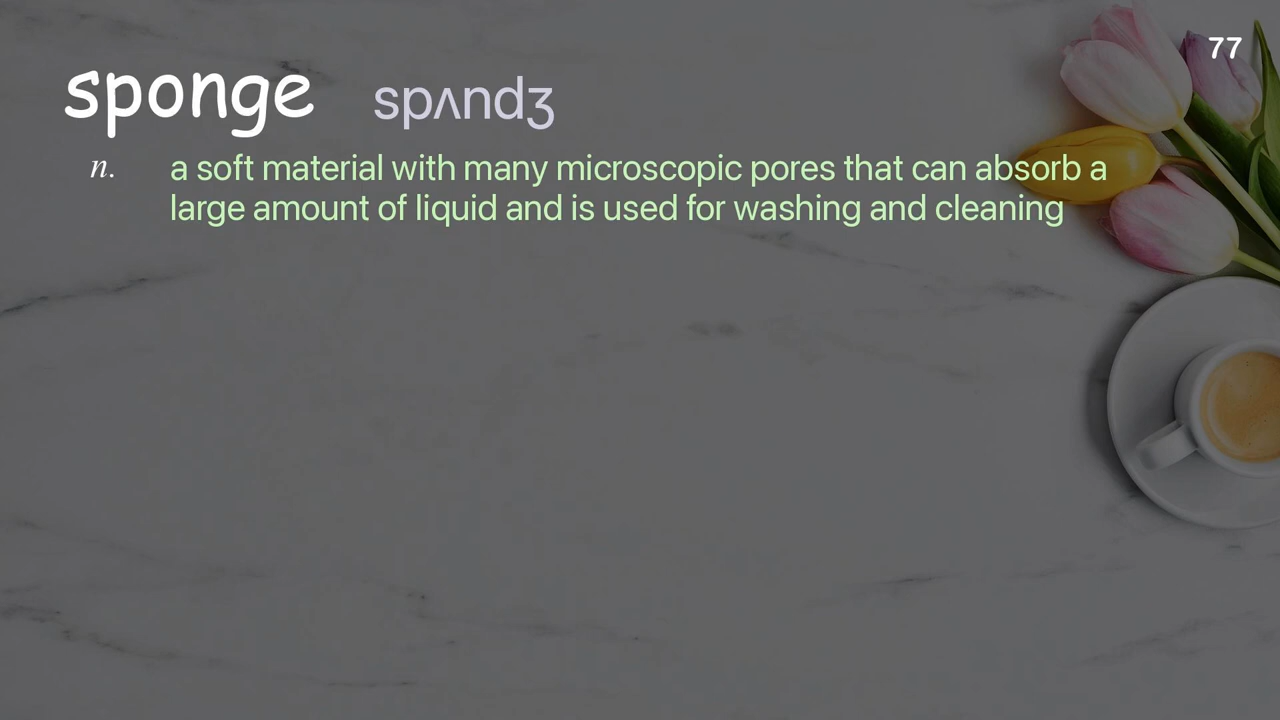 77
sponge spʌndʒ
n. a soft material with many microscopic pores that can absorb a
large amount of liquid and is used for washing and cleaning